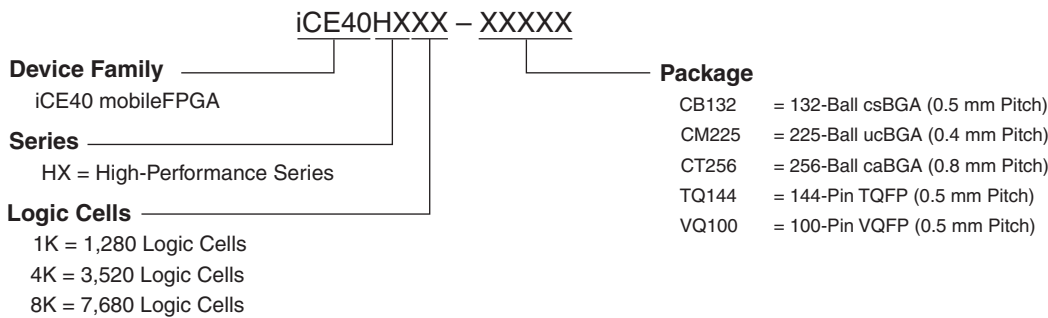 iCE40HXXX – XXXXX
Device Family
iCE40 mobileFPGA
Series
HX = High-Performance Series
Logic Cells
1K = 1,280 Logic Cells
4K = 3,520 Logic Cells
8K = 7,680 Logic Cells
Package
CB132 = 132-Ball csBGA (0.5 mm Pitch)
CM225 = 225-Ball ucBGA (0.4 mm Pitch)
CT256 = 256-Ball caBGA (0.8 mm Pitch)
TQ144 = 144-Pin TQFP (0.5 mm Pitch)
VQ100 = 100-Pin VQFP (0.5 mm Pitch)